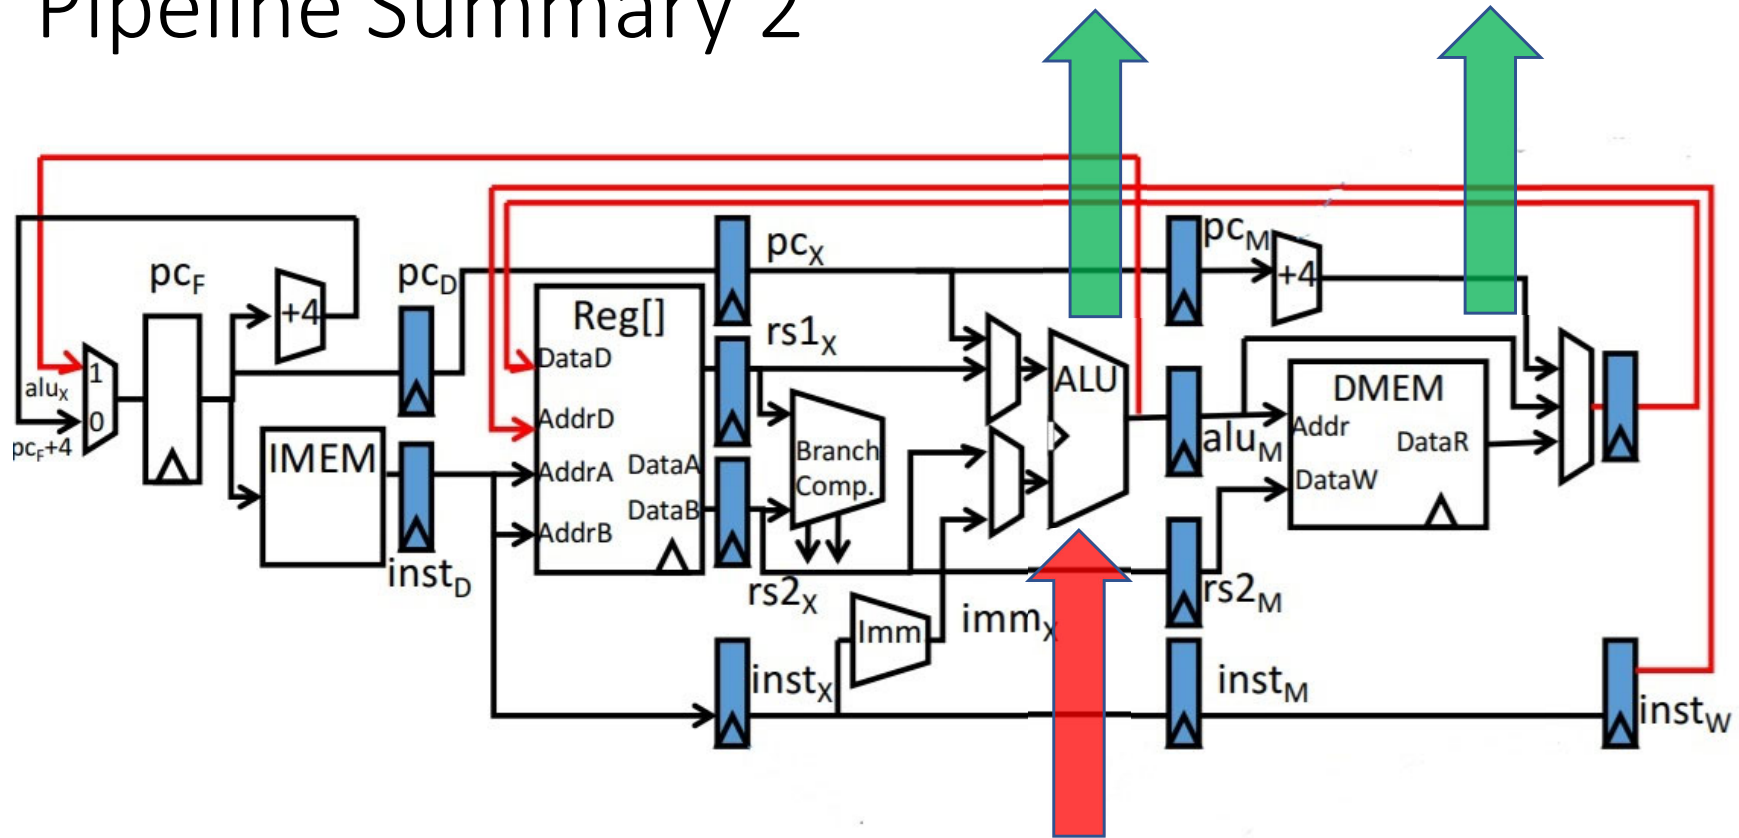 Pipeline Summary 2
pcF
+4
pcD
pcX
pcM
+4
Reg[]
DataD
AddrD
AddrA
DataA
DataB
AddrB
rs1X
1
aluX
0
pcF+4
IMEM
instD
Branch
Comp.
ALU
aluM
DMEM
Addr
DataR
DataW
rs2X
Imm
immX
rs2M
instX
instM
instW